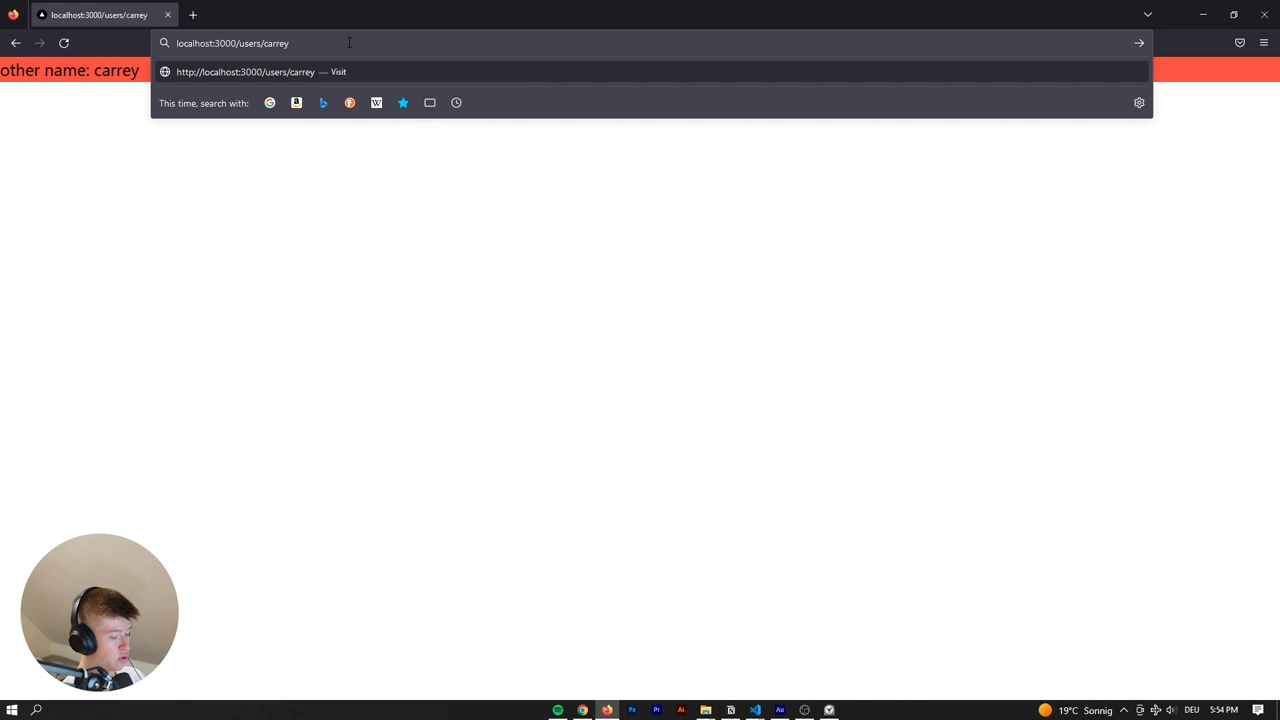 localhost:3000/users/carrey
localhost:3000/users/carrey
other name: carrey
http://localhost:3000/users/carrey — Visit
This time, search with:
19°C Sonnig
DEU
5:54 PM